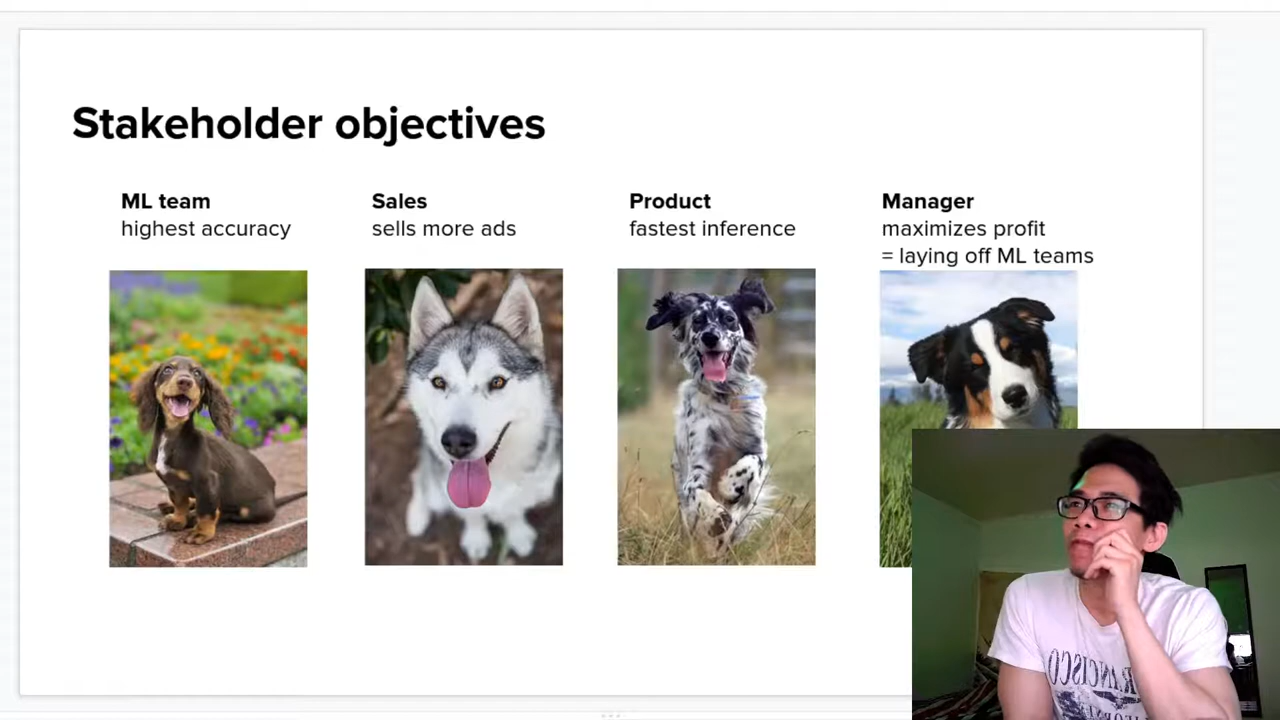 Stakeholder objectives
ML team
highest accuracy
Sales
sells more ads
Product
fastest inference
Manager
maximizes profit
= laying off ML teams